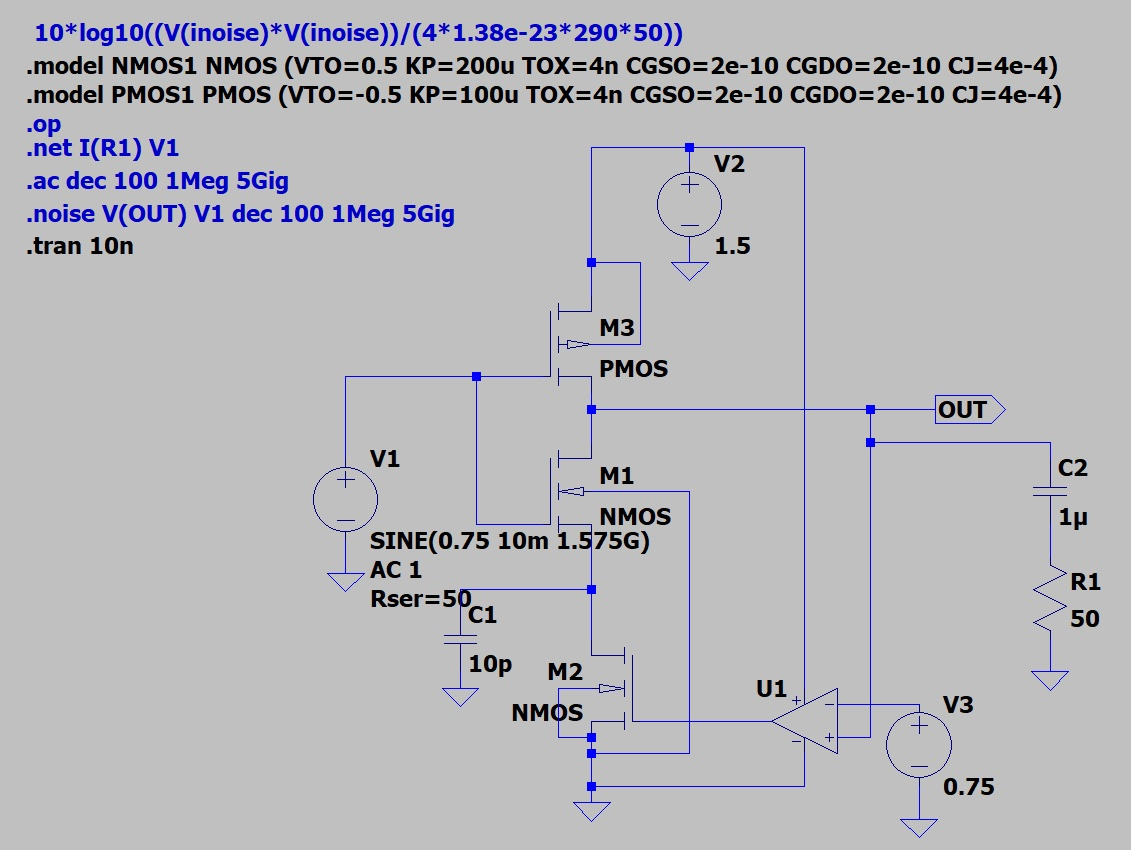 10*log10((V(inoise)*V(inoise))/(4*1.38e-23*290*50))
.model NMOS1 NMOS (VTO=0.5 KP=200u TOX=4n CGSO=2e-10 CGDO=2e-10 CJ=4e-4)
.model PMOS1 PMOS (VTO=-0.5 KP=100u TOX=4n CGSO=2e-10 CGDO=2e-10 CJ=4e-4)
.op
.net I(R1) V1
.ac dec 100 1Meg 5Gig
.noise V(OUT) V1 dec 100 1Meg 5Gig
.tran 10n
V2
1.5
M3
PMOS
OUT
V1
SINE(0.75 10m 1.575G)
AC 1
Rser=50
M1
NMOS
C2
1µ
R1
50
C1
10p
M2
NMOS
U1
V3
0.75